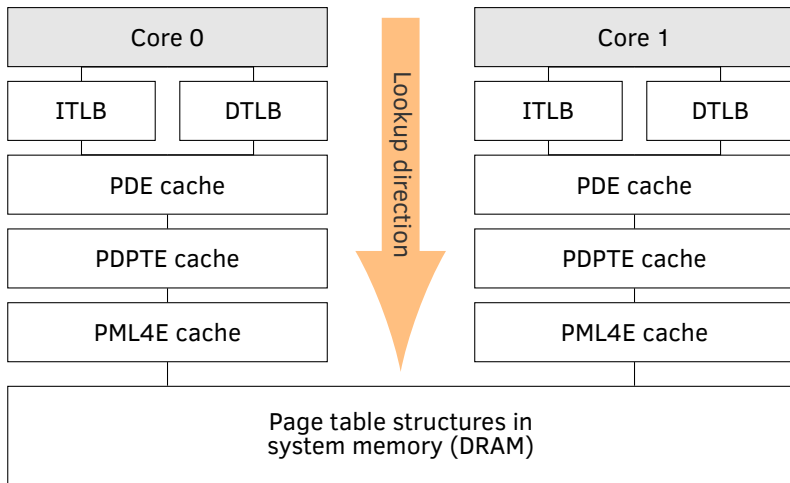 Core 0
Core 1
ITLB
DTLB
ITLB
DTLB
Lookup direction
PDE cache
PDE cache
PDPTE cache
PDPTE cache
PML4E cache
PML4E cache
Page table structures in
system memory (DRAM)